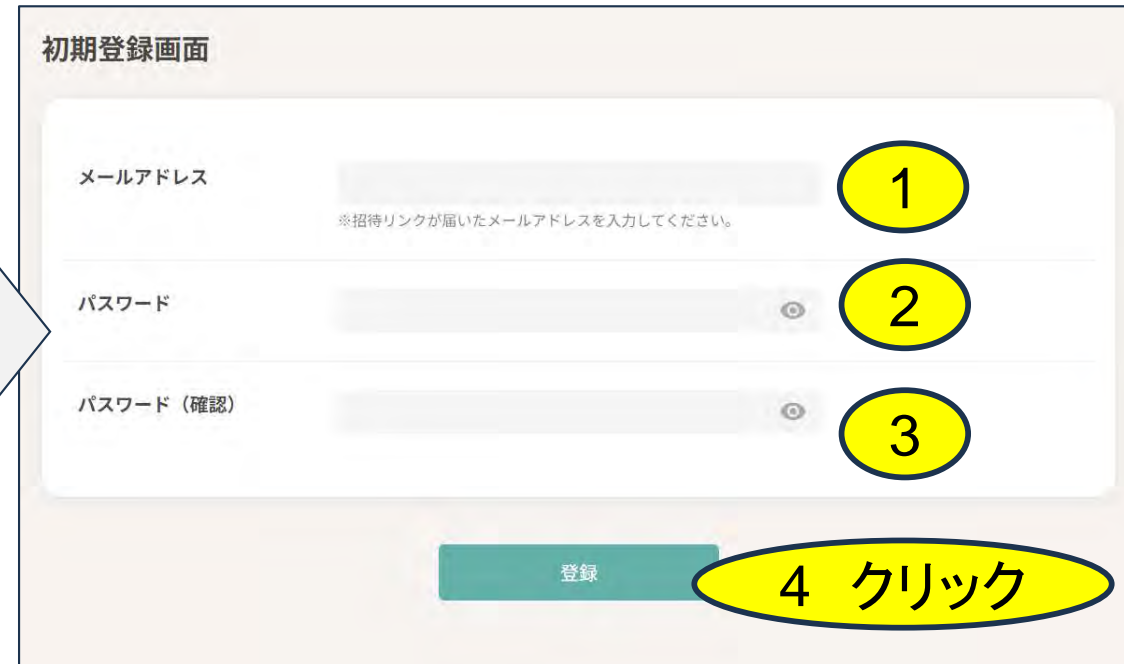 初期登録画面
メールアドレス
1
※招待リンクが届いたメールアドレスを入力してください。
パスワード
2
パスワード（確認）
3
登録
4 クリック